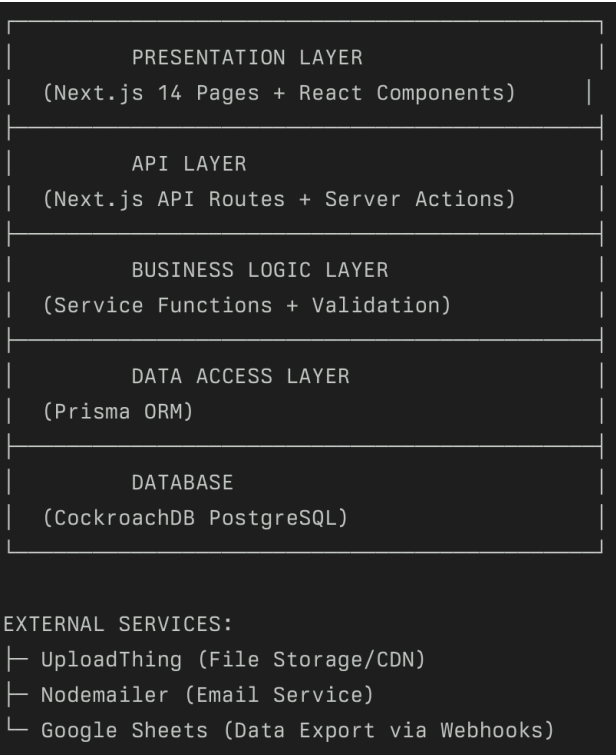 PRESENTATION LAYER
(Next.js 14 Pages + React Components)
API LAYER
(Next.js API Routes + Server Actions)
BUSINESS LOGIC LAYER
(Service Functions + Validation)
DATA ACCESS LAYER
(Prisma ORM)
DATABASE
(CockroachDB PostgreSQL)
EXTERNAL SERVICES:
├─ UploadThing (File Storage/CDN)
├─ Nodemailer (Email Service)
└─ Google Sheets (Data Export via Webhooks)